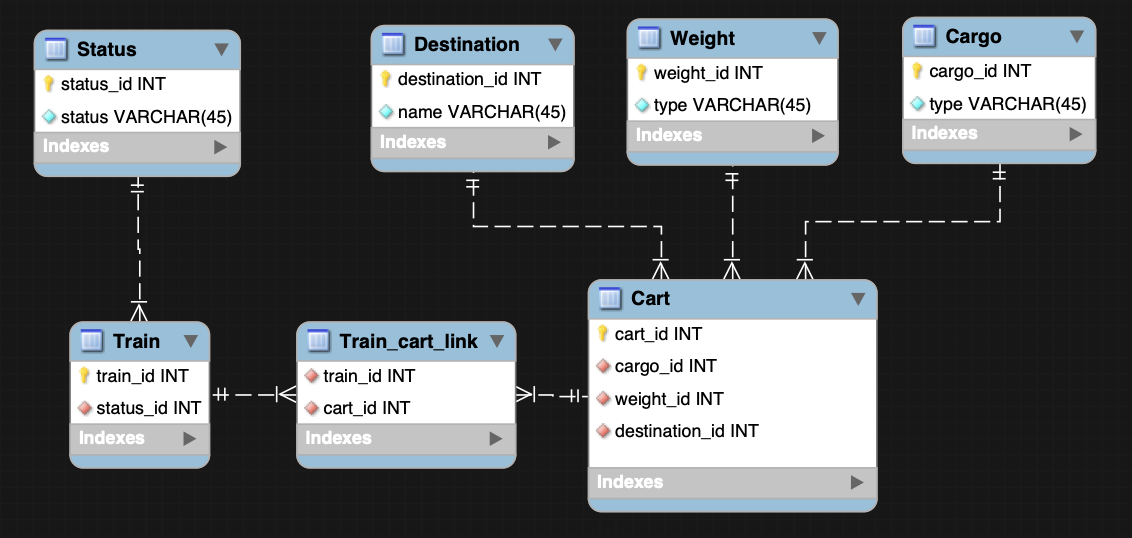 Status
status_id INT
status VARCHAR(45)
Indexes
Destination
destination_id INT
name VARCHAR(45)
Indexes
Weight
weight_id INT
type VARCHAR(45)
Indexes
Cargo
cargo_id INT
type VARCHAR(45)
Indexes
Train
train_id INT
status_id INT
Indexes
Train_cart_link
train_id INT
cart_id INT
Indexes
Cart
cart_id INT
cargo_id INT
weight_id INT
destination_id INT
Indexes